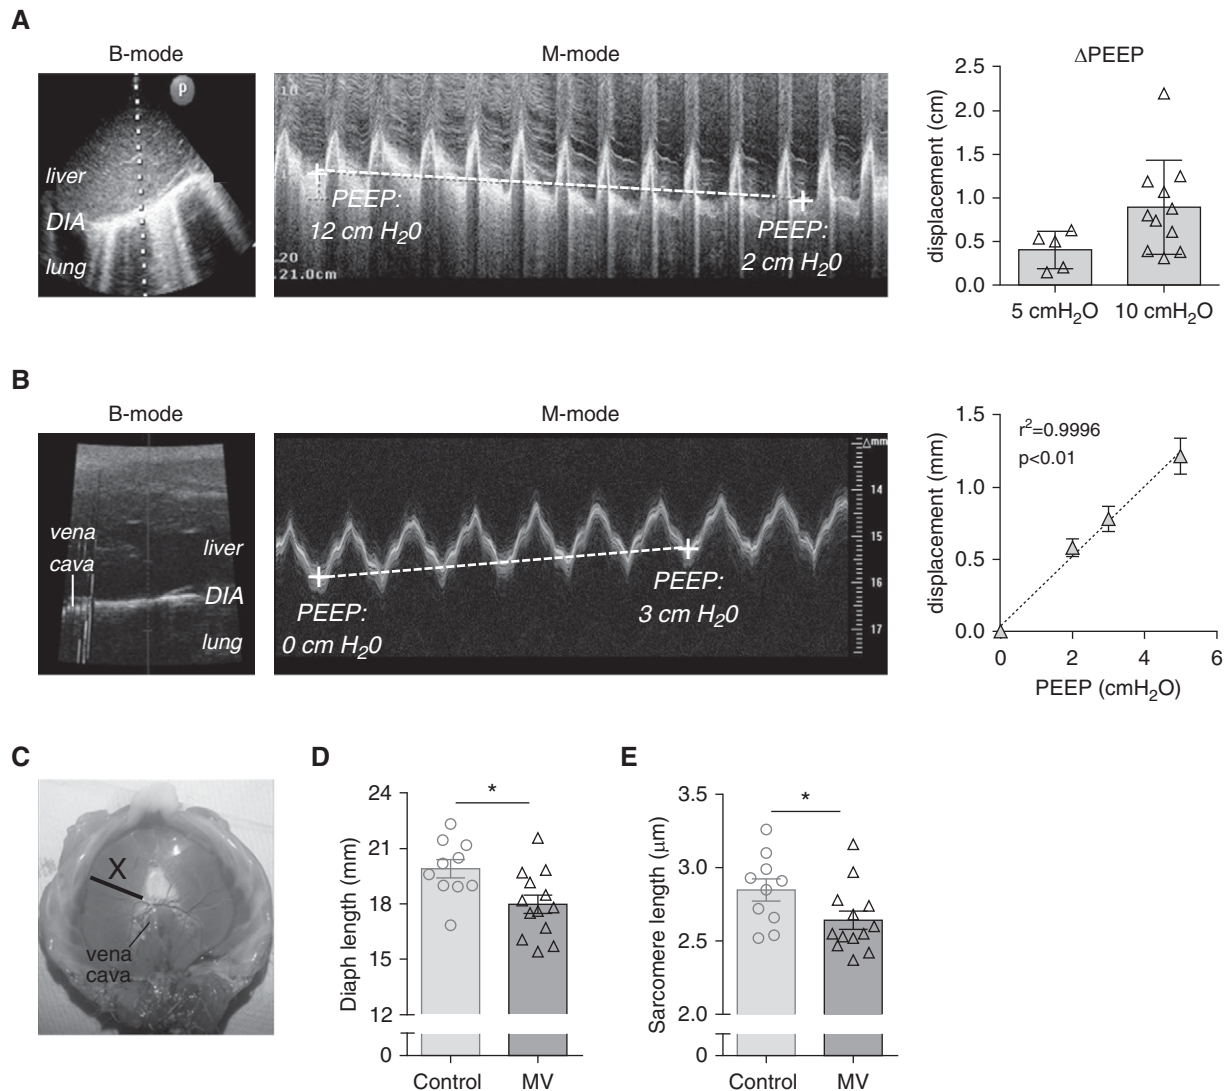 A
B-mode
P
liver
DIA
lung
M-mode
10
PEEP:
12 cm H₂0
PEEP:
2 cm H₂0
20
21.0cm
ΔPEEP
2.5
2.0
1.5
1.0
0.5
0.0
displacement (cm)
5 cmH₂O
10 cmH₂O
B
B-mode
vena
cava
liver
DIA
lung
M-mode
Δmm
14
15
16
17
PEEP:
0 cm H₂0
PEEP:
3 cm H₂0
1.5
1.0
0.5
0.0
displacement (mm)
r²=0.9996
p<0.01
0 2 4 6
PEEP (cmH₂O)
C
X
vena
cava
D
24
21
18
15
12
0
Diaph length (mm)
*
Control MV
E
3.5
3.0
2.5
2.0
0
Sarcomere length (μm)
*
Control MV